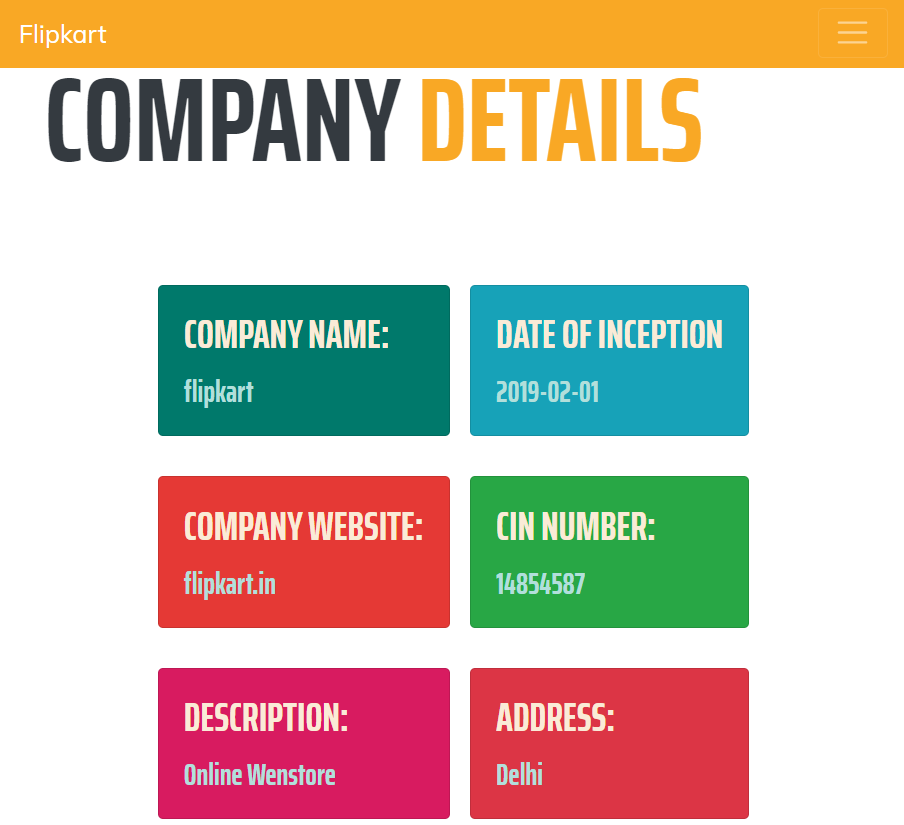 Flipkart
COMPANY DETAILS
COMPANY NAME:
flipkart
DATE OF INCEPTION
2019-02-01
COMPANY WEBSITE:
flipkart.in
CIN NUMBER:
14854587
DESCRIPTION:
Online Wenstore
ADDRESS:
Delhi